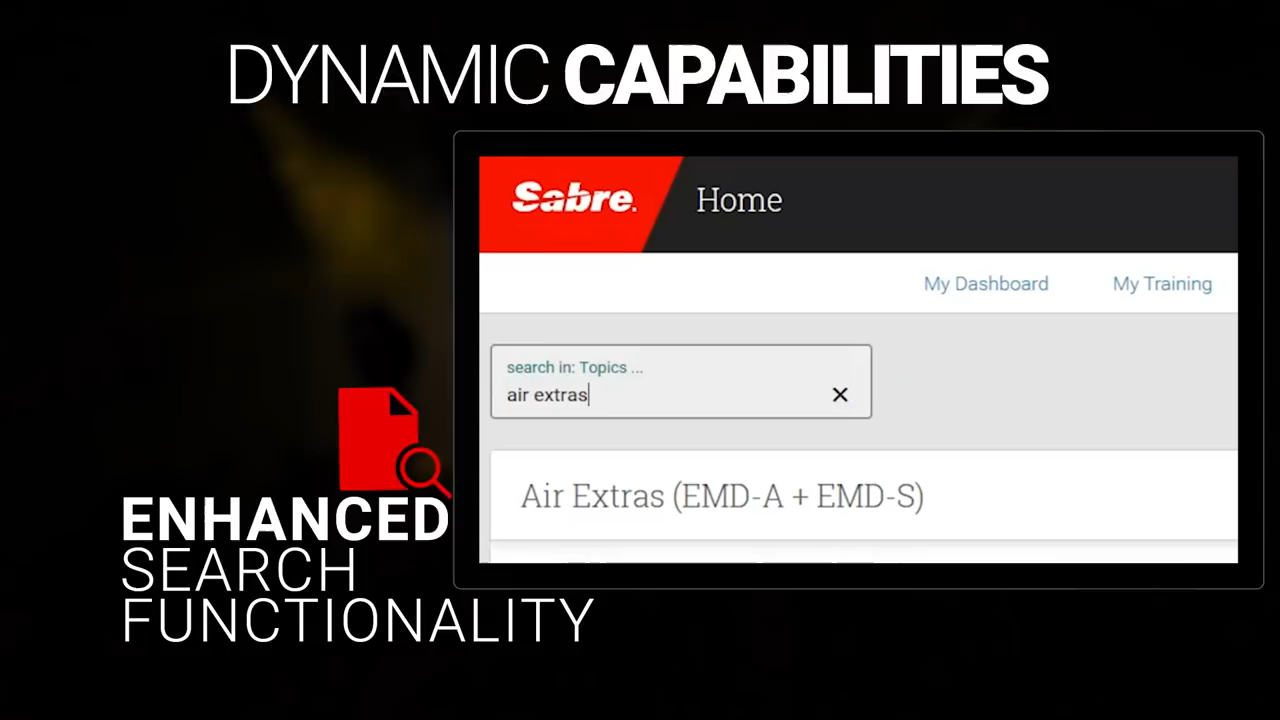 DYNAMIC CAPABILITIES
Sabre.
Home
My Dashboard
My Training
search in: Topics ...
air extras
Air Extras (EMD-A + EMD-S)
ENHANCED
SEARCH
FUNCTIONALITY